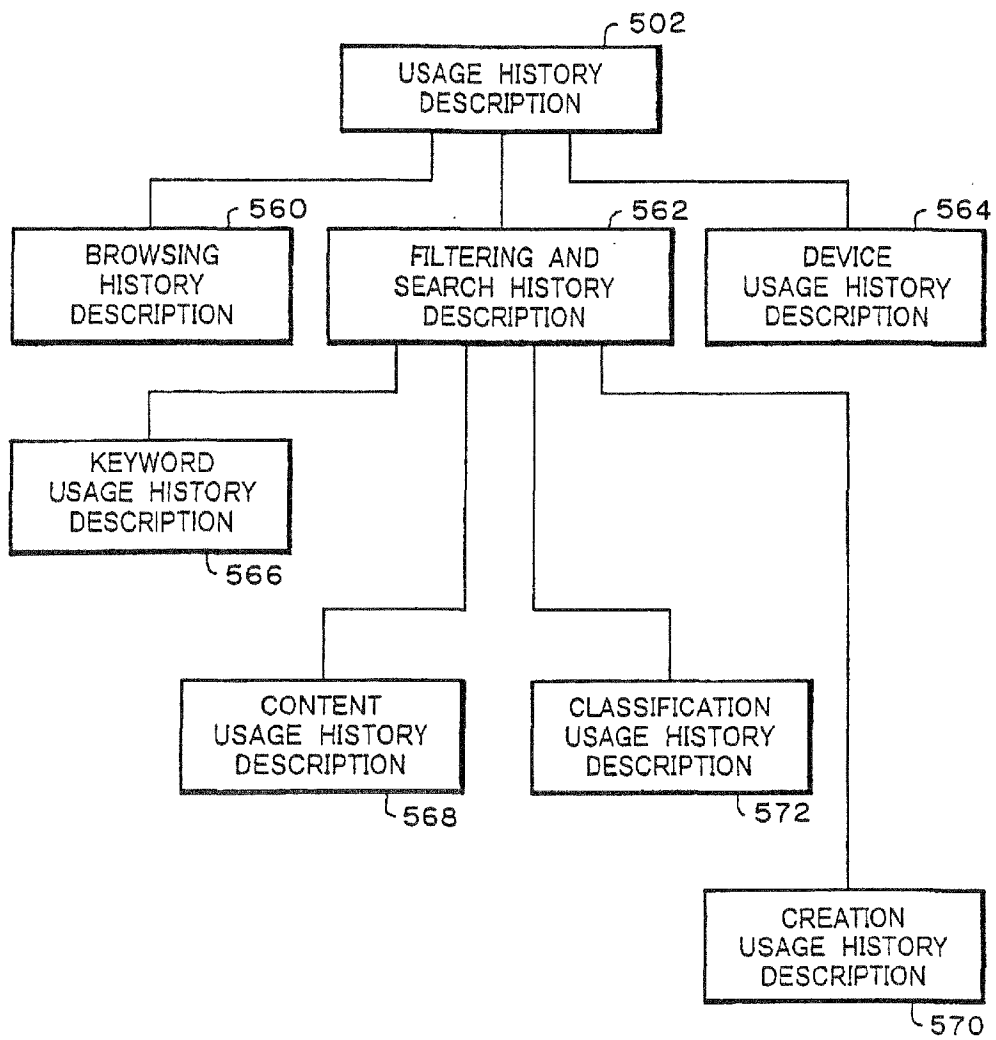 502
USAGE HISTORY
DESCRIPTION
560
BROWSING
HISTORY
DESCRIPTION
562
FILTERING AND
SEARCH HISTORY
DESCRIPTION
564
DEVICE
USAGE HISTORY
DESCRIPTION
KEYWORD
USAGE HISTORY
DESCRIPTION
566
CONTENT
USAGE HISTORY
DESCRIPTION
568
CLASSIFICATION
USAGE HISTORY
DESCRIPTION
572
CREATION
USAGE HISTORY
DESCRIPTION
570